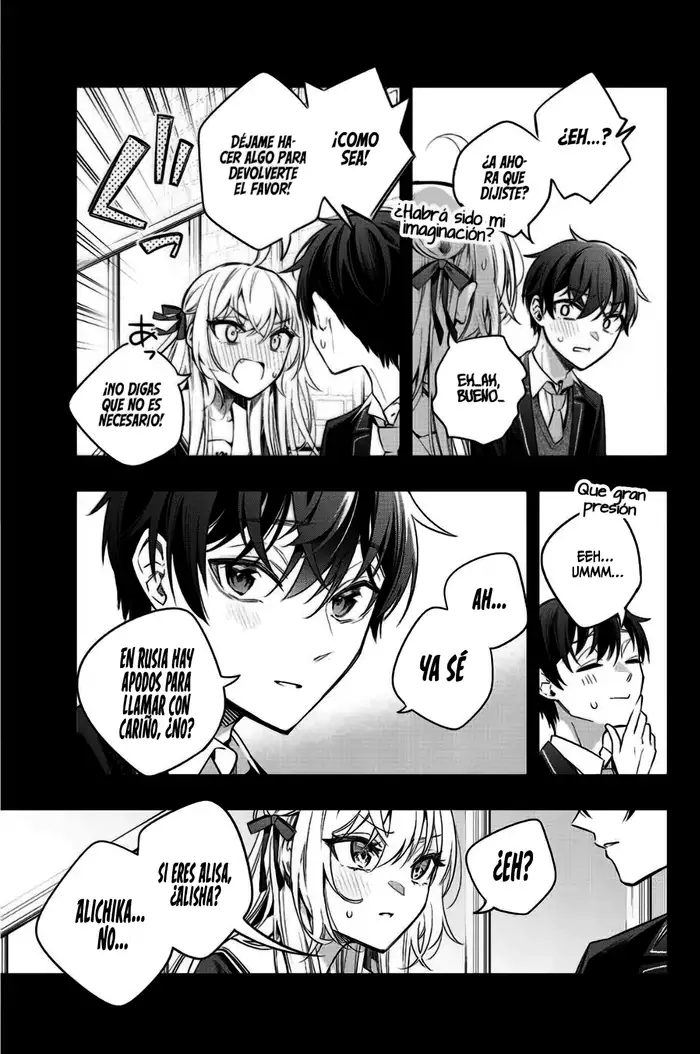 ¿EH...?
¿A AHO-
RA QUE
DIJISTE?
¿Habrá sido mi
imaginación?
EH_AH,
BUENO_
¡COMO
SEA!
DÉJAME HA-
CER ALGO PARA
DEVOLVERTE
EL FAVOR!
あっ
¡NO DIGAS
QUE NO ES
NECESARIO!
Que gran
presión
EEH...
UMMM...
AH...
YA SÉ
EN RUSIA HAY
APODOS PARA
LLAMAR CON
CARIÑO, ¿NO?
¿EH?
SI ERES ALISA,
¿ALISHA?
ALICHIKA...
NO...